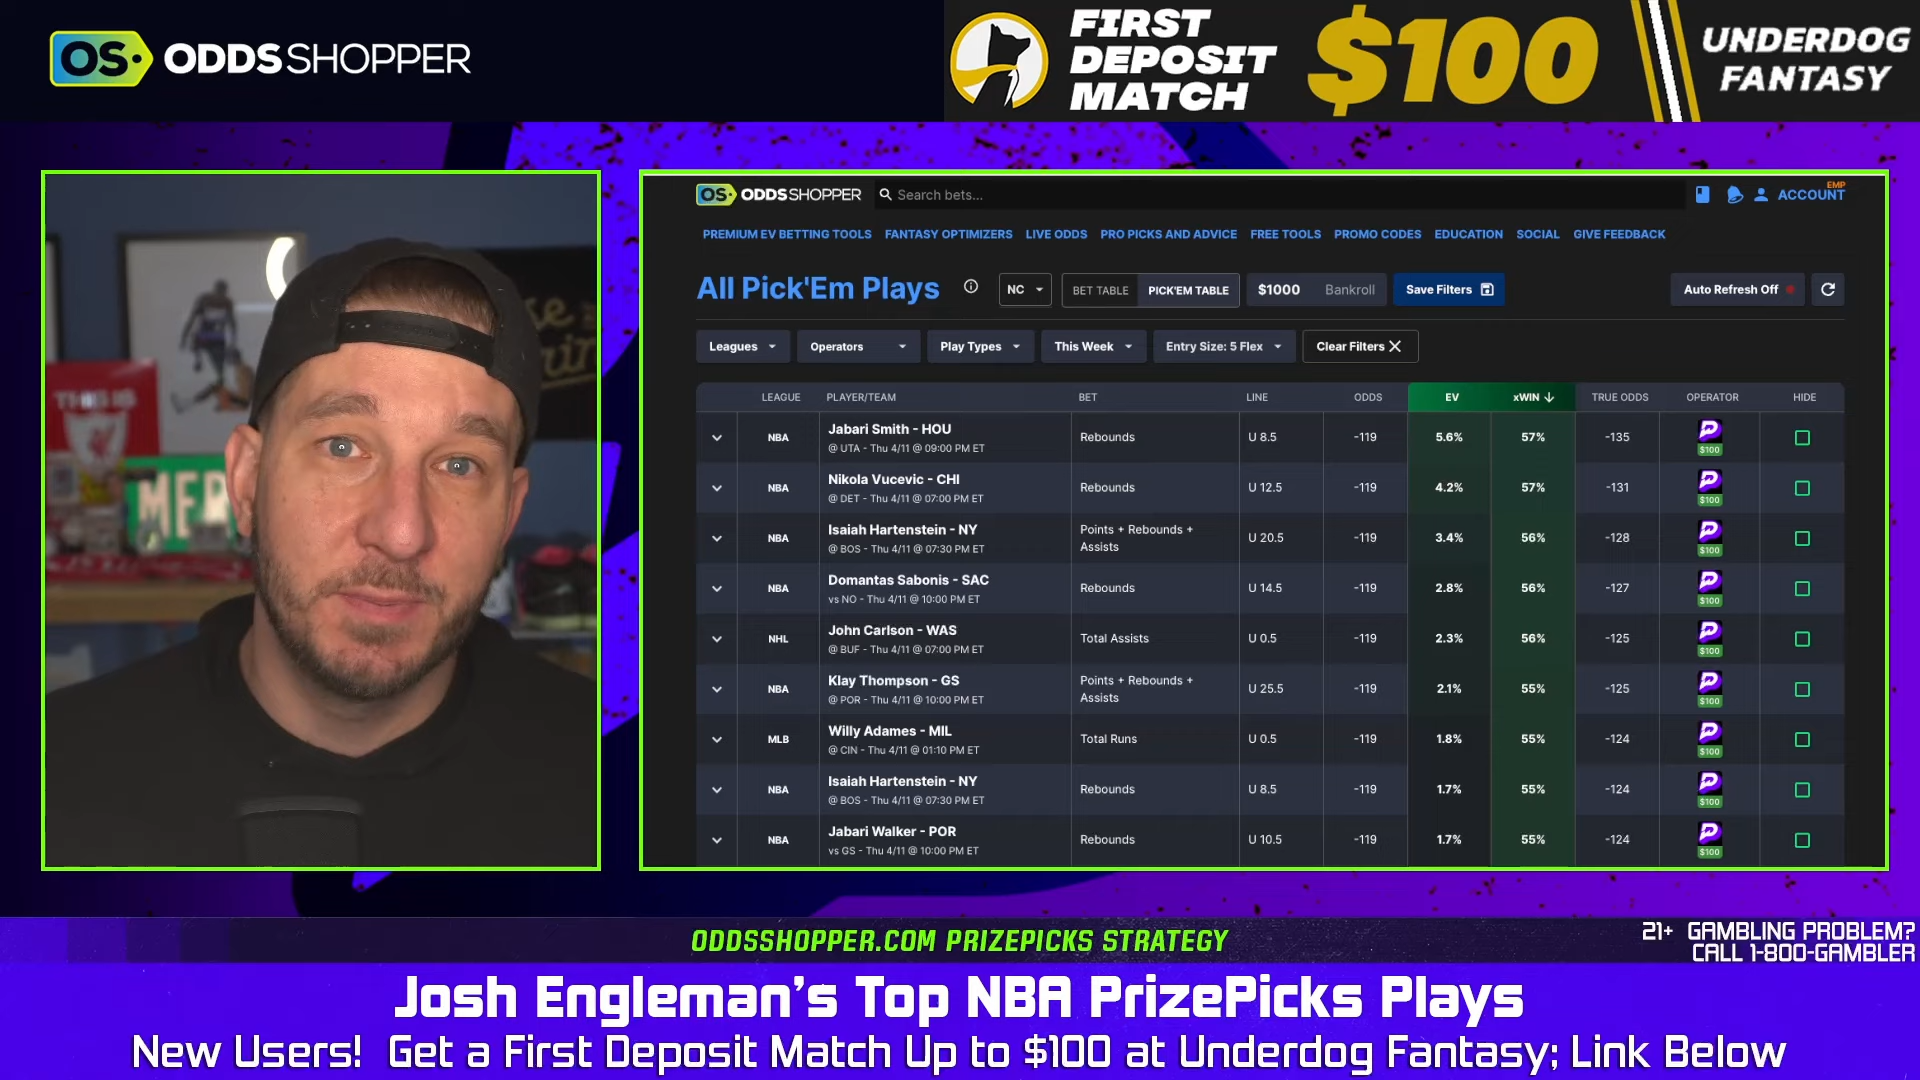 OS ODDSSHOPPER
FIRST
DEPOSIT
MATCH
$100
UNDERDOG
FANTASY
THIS IS
OS ODDSSHOPPER
Search bets...
EMP
ACCOUNT
PREMIUM EV BETTING TOOLS FANTASY OPTIMIZERS LIVE ODDS PRO PICKS AND ADVICE FREE TOOLS PROMO CODES EDUCATION SOCIAL GIVE FEEDBACK
All Pick'Em Plays NC BET TABLE PICK'EM TABLE $1000 Bankroll Save Filters Auto Refresh Off
Leagues Operators Play Types This Week Entry Size: 5 Flex Clear Filters
LEAGUE PLAYER/TEAM BET LINE ODDS EV xWIN TRUE ODDS OPERATOR HIDE
NBA Jabari Smith - HOU Rebounds U 8.5 -119 5.6% 57% -135
@ UTA - Thu 4/11 @ 09:00 PM ET $100
NBA Nikola Vucevic - CHI Rebounds U 12.5 -119 4.2% 57% -131
@ DET - Thu 4/11 @ 07:00 PM ET $100
NBA Isaiah Hartenstein - NY Points + Rebounds + Assists U 20.5 -119 3.4% 56% -128
@ BOS - Thu 4/11 @ 07:30 PM ET $100
NBA Domantas Sabonis - SAC Rebounds U 14.5 -119 2.8% 56% -127
vs NO - Thu 4/11 @ 10:00 PM ET $100
NHL John Carlson - WAS Total Assists U 0.5 -119 2.3% 56% -125
@ BUF - Thu 4/11 @ 07:00 PM ET $100
NBA Klay Thompson - GS Points + Rebounds + Assists U 25.5 -119 2.1% 55% -125
@ POR - Thu 4/11 @ 10:00 PM ET $100
MLB Willy Adames - MIL Total Runs U 0.5 -119 1.8% 55% -124
@ CIN - Thu 4/11 @ 01:10 PM ET $100
NBA Isaiah Hartenstein - NY Rebounds U 8.5 -119 1.7% 55% -124
@ BOS - Thu 4/11 @ 07:30 PM ET $100
NBA Jabari Walker - POR Rebounds U 10.5 -119 1.7% 55% -124
vs GS - Thu 4/11 @ 10:00 PM ET $100
ODDSSHOPPER.COM PRIZEPICKS STRATEGY
21+ GAMBLING PROBLEM?
CALL 1-800-GAMBLER
Josh Engleman's Top NBA PrizePicks Plays
New Users! Get a First Deposit Match Up to $100 at Underdog Fantasy; Link Below